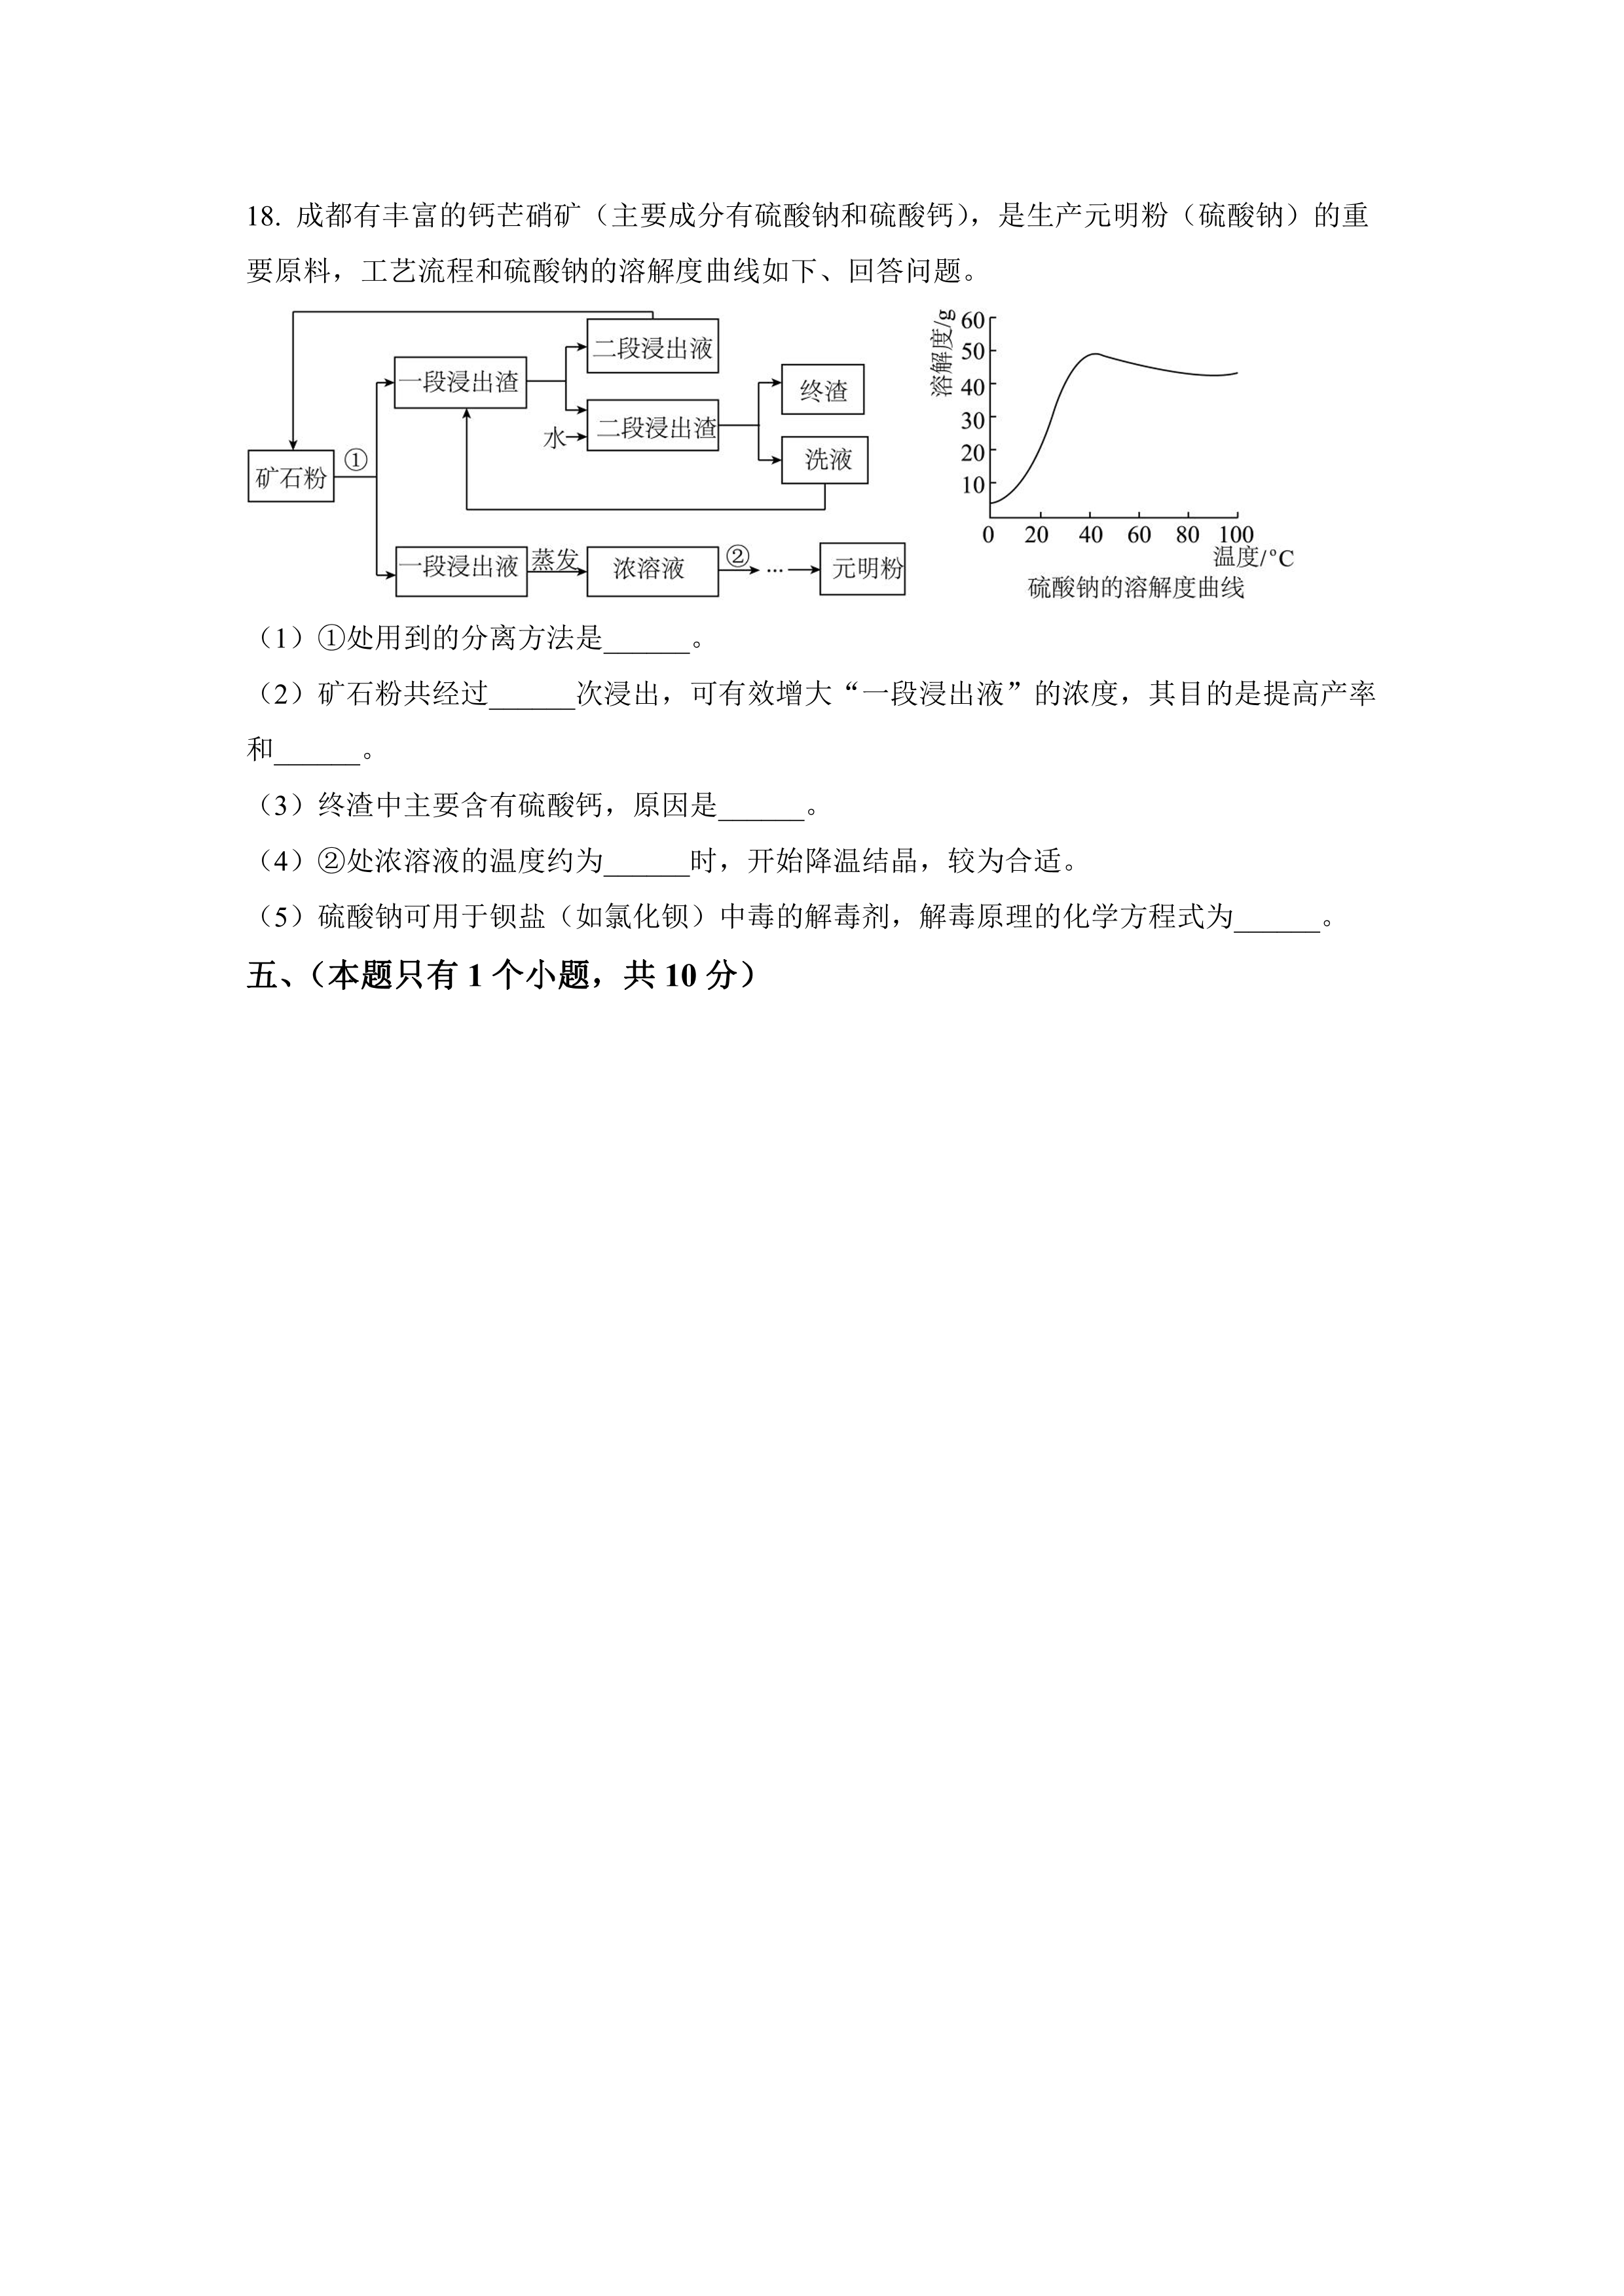 18. 成都有丰富的钙芒硝矿（主要成分有硫酸钠和硫酸钙），是生产元明粉（硫酸钠）的重
要原料，工艺流程和硫酸钠的溶解度曲线如下、回答问题。
二段浸出液
一段浸出渣
终渣
水
二段浸出渣
①
矿石粉
洗液
一段浸出液
蒸发
浓溶液
②
...
元明粉
溶解度/g
60
50
40
30
20
10
0 20 40 60 80 100
温度/°C
硫酸钠的溶解度曲线
（1）①处用到的分离方法是______。
（2）矿石粉共经过______次浸出，可有效增大“一段浸出液”的浓度，其目的是提高产率
和______。
（3）终渣中主要含有硫酸钙，原因是______。
（4）②处浓溶液的温度约为______时，开始降温结晶，较为合适。
（5）硫酸钠可用于钡盐（如氯化钡）中毒的解毒剂，解毒原理的化学方程式为______。
五、（本题只有 1 个小题，共 10 分）